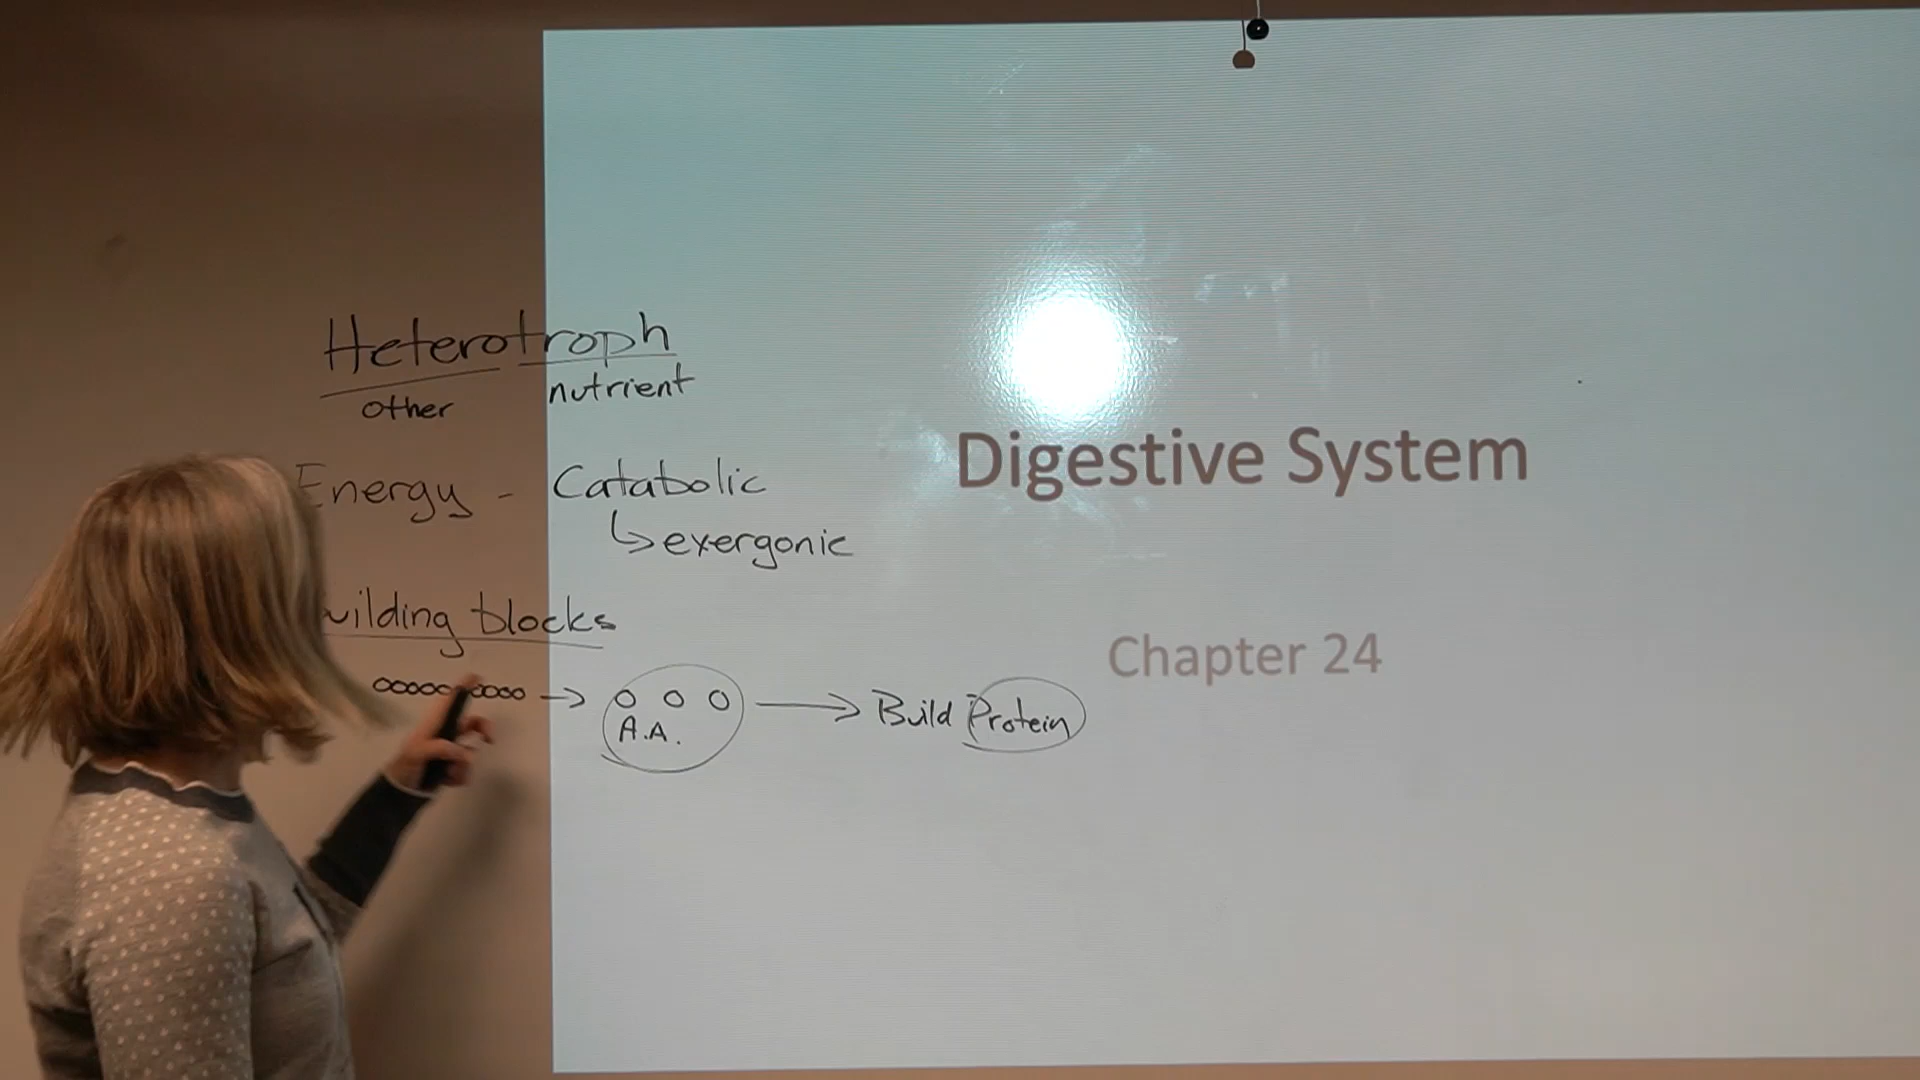 Heterotroph
other nutrient
Energy - Catabolic
exergonic
uilding blocks
A.A.
Build Protein
Digestive System
Chapter 24